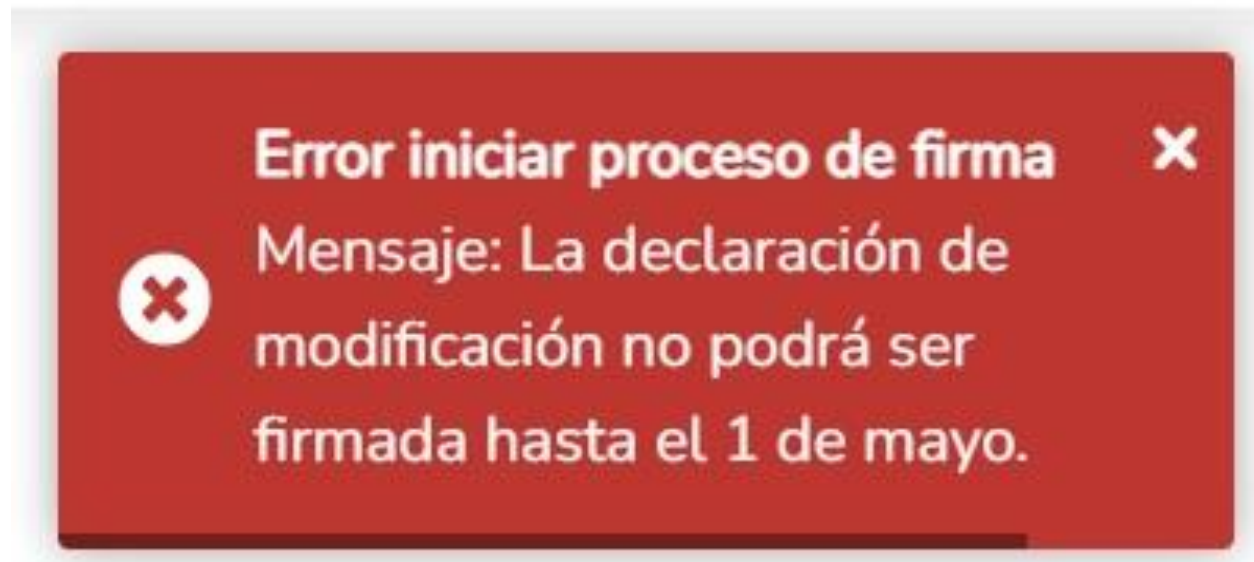 Error iniciar proceso de firma
Mensaje: La declaración de
modificación no podrá ser
firmada hasta el 1 de mayo.